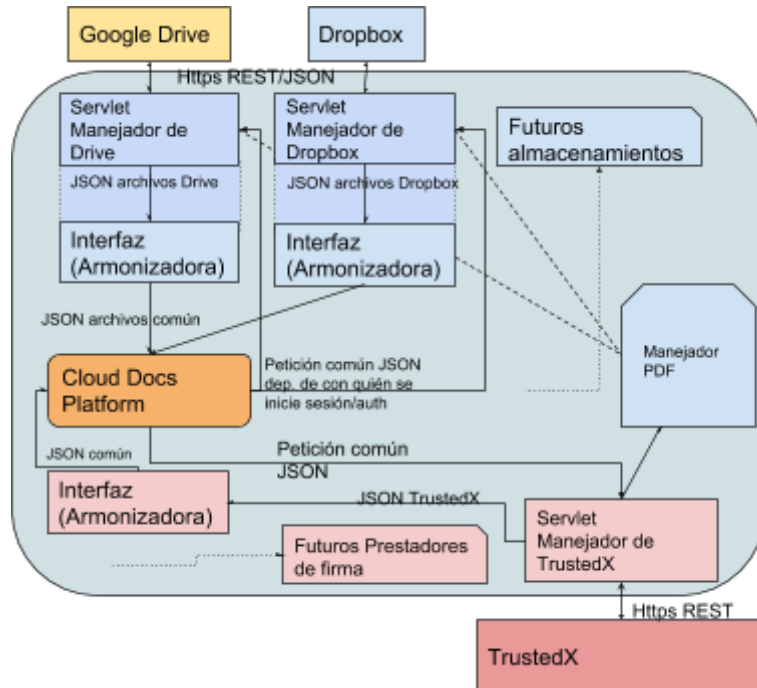 Google Drive
Dropbox
Https REST/JSON
Servlet
Manejador de
Drive
Servlet
Manejador de
Dropbox
Futuros
almacenamientos
JSON archivos Drive
JSON archivos Dropbox
Interfaz
(Armonizadora)
Interfaz
(Armonizadora)
JSON archivos común
Manejador
PDF
Cloud Docs
Platform
Petición común JSON
dep. de con quién se
inicie sesión/auth
Petición común
JSON
JSON común
Interfaz
(Armonizadora)
JSON TrustedX
Servlet
Manejador de
TrustedX
Futuros Prestadores
de firma
Https REST
TrustedX